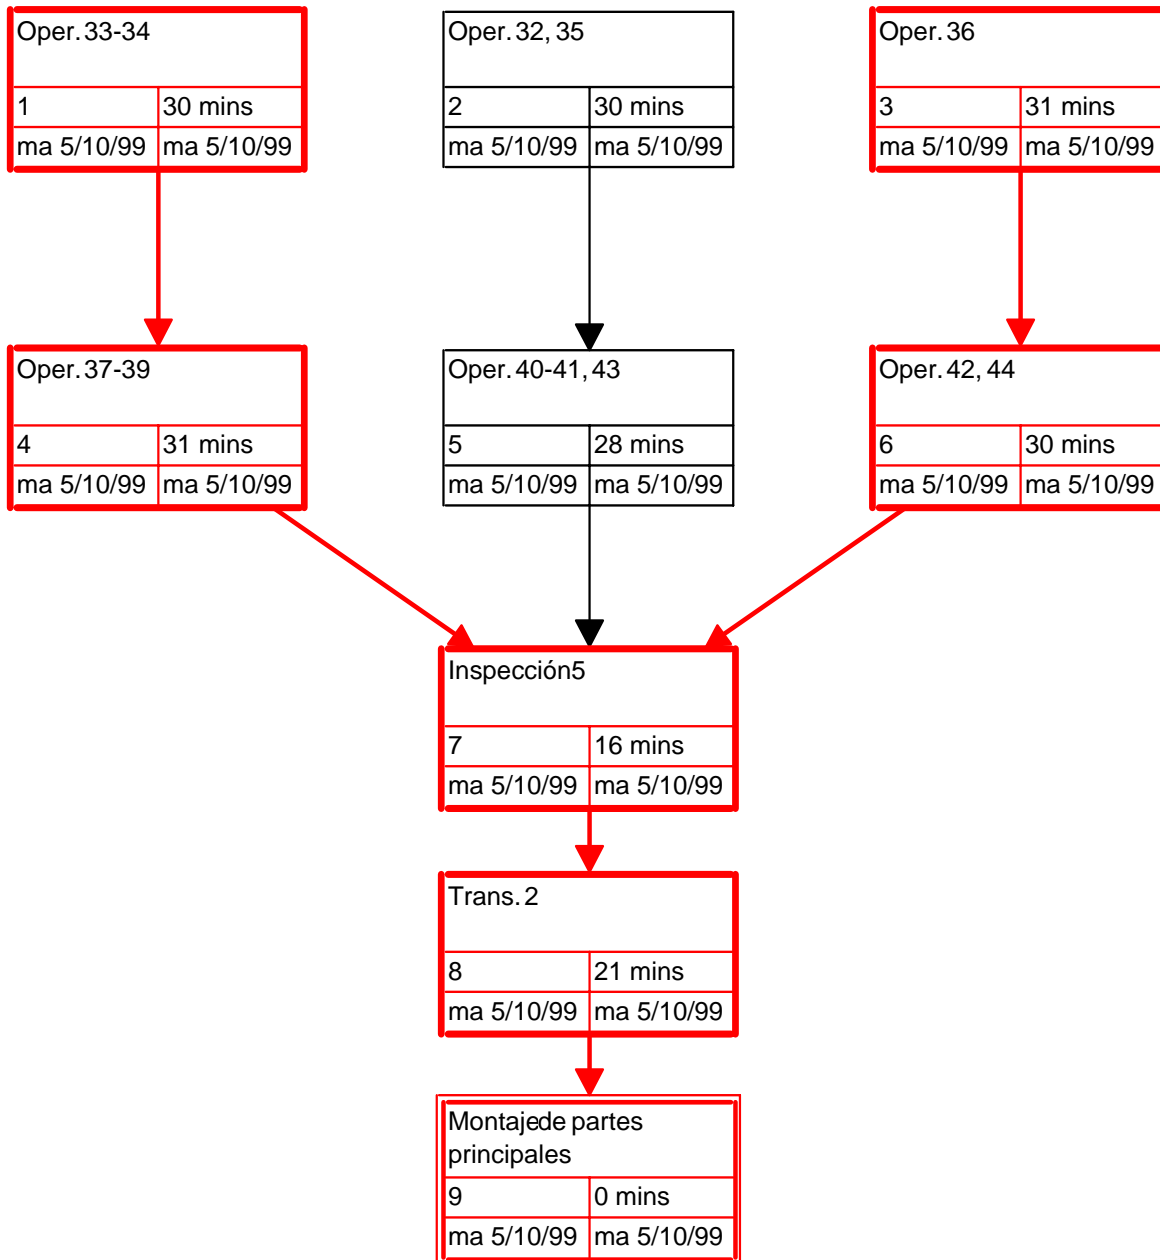 Oper. 33-34
1 30 mins
ma 5/10/99 ma 5/10/99
Oper. 32, 35
2 30 mins
ma 5/10/99 ma 5/10/99
Oper. 36
3 31 mins
ma 5/10/99 ma 5/10/99
Oper. 37-39
4 31 mins
ma 5/10/99 ma 5/10/99
Oper. 40-41, 43
5 28 mins
ma 5/10/99 ma 5/10/99
Oper. 42, 44
6 30 mins
ma 5/10/99 ma 5/10/99
Inspección5
7 16 mins
ma 5/10/99 ma 5/10/99
Trans. 2
8 21 mins
ma 5/10/99 ma 5/10/99
Montajede partes
principales
9 0 mins
ma 5/10/99 ma 5/10/99